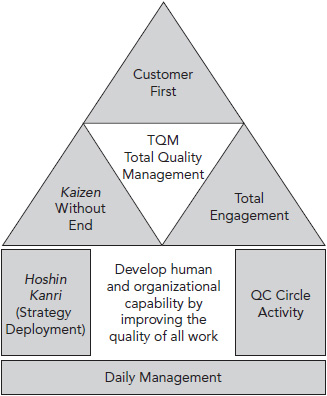 Customer
First
TQM
Total Quality
Management
Kaizen
Without
End
Total
Engagement
Hoshin
Kanri
(Strategy
Deployment)
Develop human
and organizational
capability by
improving the
quality of all work
QC Circle
Activity
Daily Management